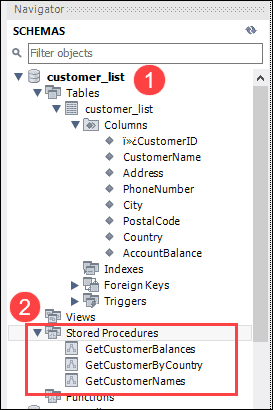 Navigator
SCHEMAS
Filter objects
customer_list 1
Tables
customer_list
Columns
ï»¿CustomerID
CustomerName
Address
PhoneNumber
City
PostalCode
Country
AccountBalance
Indexes
Foreign Keys
Triggers
2
Views
Stored Procedures
GetCustomerBalances
GetCustomerByCountry
GetCustomerNames
Functions